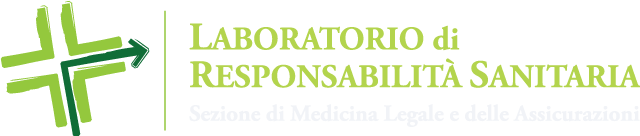 LABORATORIO di
RESPONSABILITÀ SANITARIA
Sezione di Medicina Legale e delle Assicurazioni